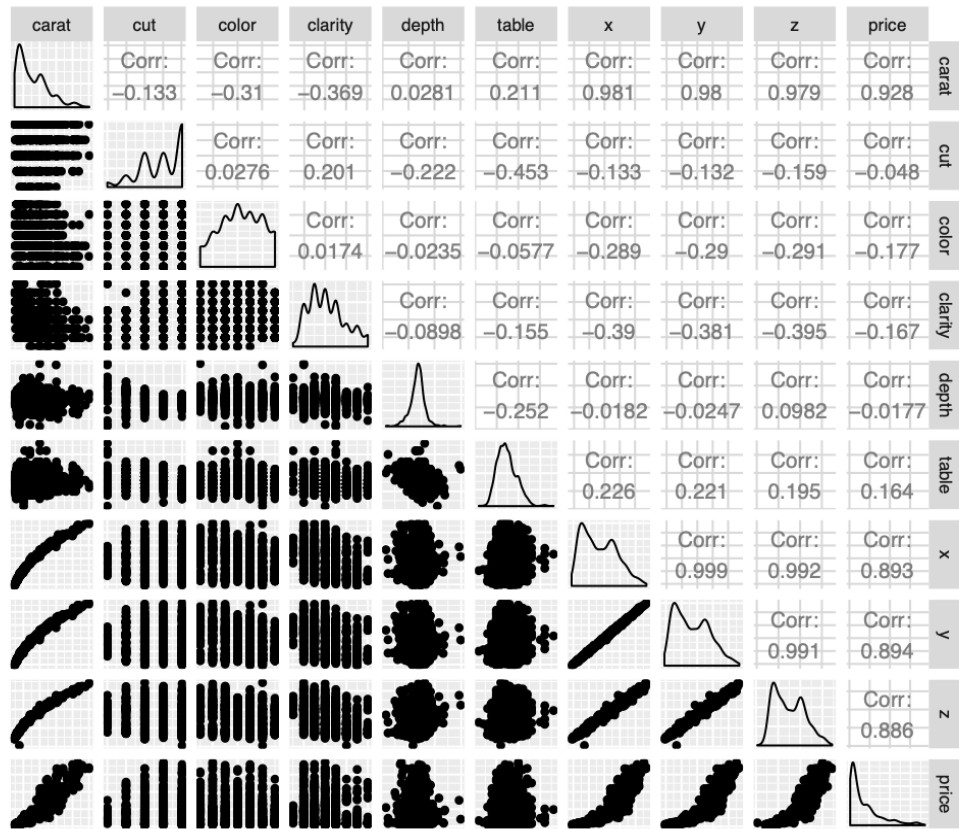 carat cut color clarity depth table x y z price
Corr: Corr: Corr: Corr: Corr: Corr: Corr: Corr: Corr: carat
−0.133 −0.31 −0.369 0.0281 0.211 0.981 0.98 0.979 0.928
Corr: Corr: Corr: Corr: Corr: Corr: Corr: Corr: cut
0.0276 0.201 −0.222 −0.453 −0.133 −0.132 −0.159 −0.048
Corr: Corr: Corr: Corr: Corr: Corr: Corr: color
0.0174 −0.0235 −0.0577 −0.289 −0.29 −0.291 −0.177
Corr: Corr: Corr: Corr: Corr: Corr: clarity
−0.0898 −0.155 −0.39 −0.381 −0.395 −0.167
Corr: Corr: Corr: Corr: Corr: depth
−0.252 −0.0182 −0.0247 0.0982 −0.0177
Corr: Corr: Corr: Corr: table
0.226 0.221 0.195 0.164
Corr: Corr: Corr: x
0.999 0.992 0.893
Corr: Corr: y
0.991 0.894
Corr: z
0.886
price